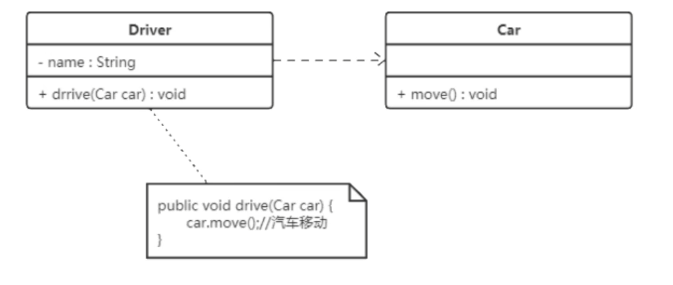 Driver
- name : String
+ drrive(Car car) : void
Car
+ move() : void
public void drive(Car car) {
car.move();//汽车移动
}